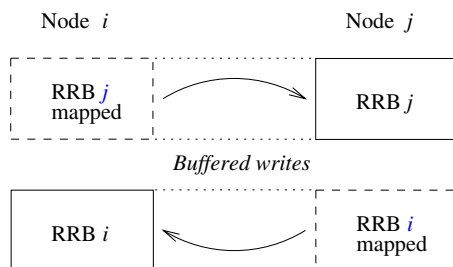 Node i
Node j
RRB j
mapped
RRB j
Buffered writes
RRB i
RRB i
mapped